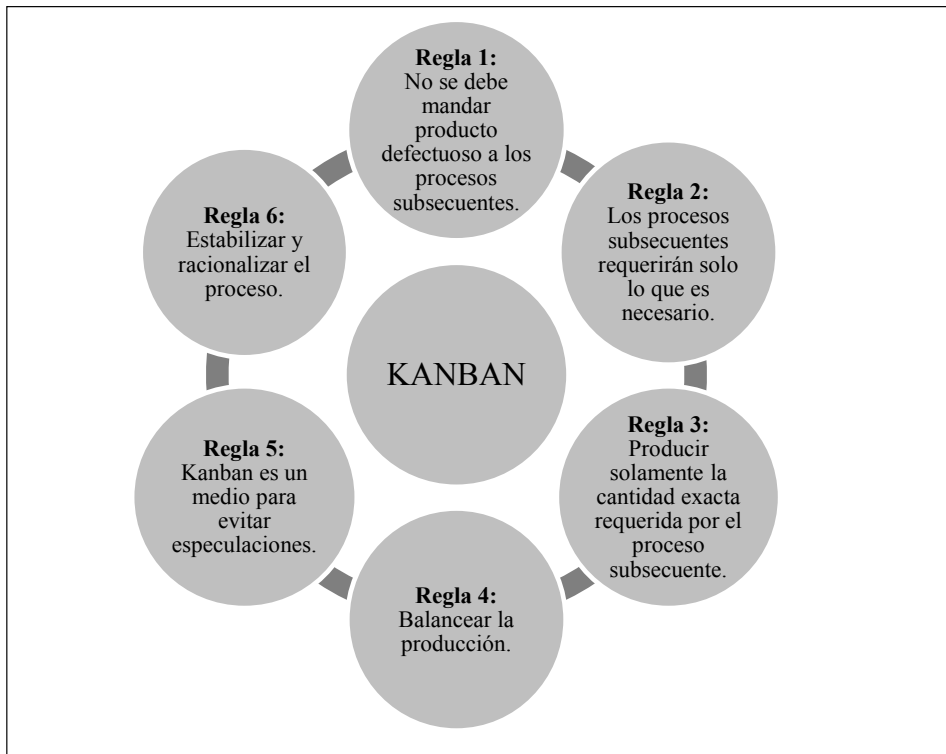 Regla 1:
No se debe
mandar
producto
defectuoso a los
procesos
subsecuentes.
Regla 2:
Los procesos
subsecuentes
requerirán solo
lo que es
necesario.
Regla 3:
Producir
solamente la
cantidad exacta
requerida por el
proceso
subsecuente.
Regla 4:
Balancear la
producción.
Regla 5:
Kanban es un
medio para
evitar
especulaciones.
Regla 6:
Estabilizar y
racionalizar el
proceso.
KANBAN